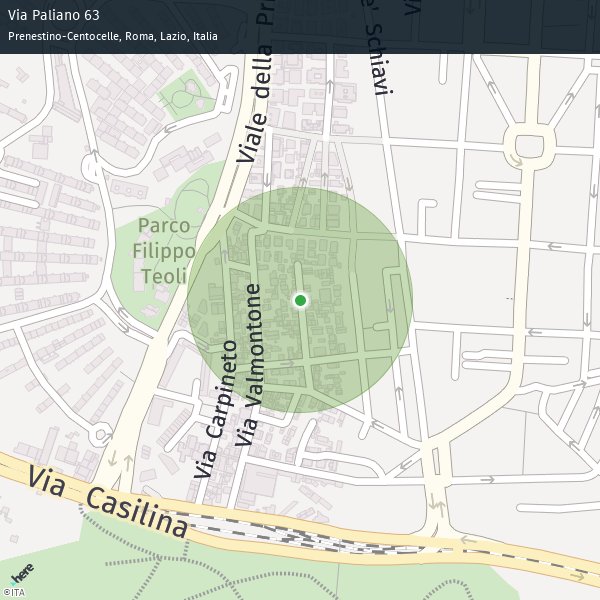 Via Paliano 63
Prenestino-Centocelle, Roma, Lazio, Italia
Viale della Pr
e' Schiavi
V
Parco
Filippo
Teoli
Via Valmontone
Via Carpineto
Via Casilina
here
©ITA